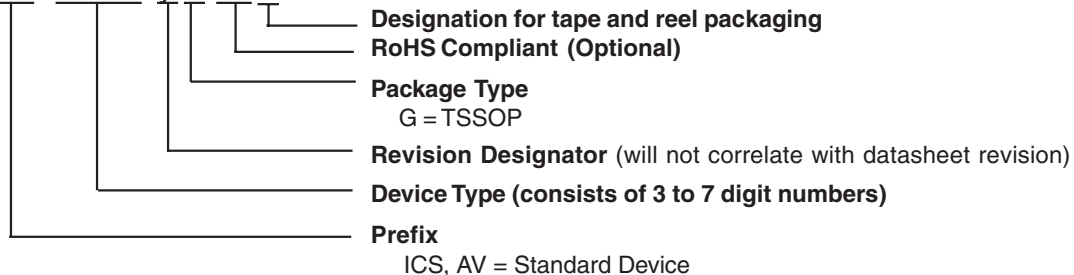 Designation for tape and reel packaging
RoHS Compliant (Optional)
Package Type
G = TSSOP
Revision Designator (will not correlate with datasheet revision)
Device Type (consists of 3 to 7 digit numbers)
Prefix
ICS, AV = Standard Device